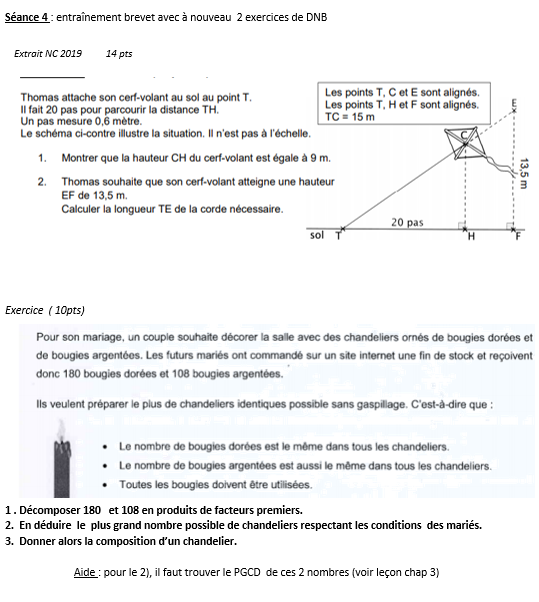 Séance 4 : entraînement brevet avec à nouveau 2 exercices de DNB
Extrait NC 2019 14 pts
Thomas attache son cerf-volant au sol au point T.
Il fait 20 pas pour parcourir la distance TH.
Un pas mesure 0,6 mètre.
Le schéma ci-contre illustre la situation. Il n'est pas à l'échelle.
1. Montrer que la hauteur CH du cerf-volant est égale à 9 m.
2. Thomas souhaite que son cerf-volant atteigne une hauteur
EF de 13,5 m.
Calculer la longueur TE de la corde nécessaire.
Les points T, C et E sont alignés.
Les points T, H et F sont alignés.
TC = 15 m
E
C
13,5 m
20 pas
sol T H F
Exercice ( 10pts)
Pour son mariage, un couple souhaite décorer la salle avec des chandeliers ornés de bougies dorées et
de bougies argentées. Les futurs mariés ont commandé sur un site internet une fin de stock et reçoivent
donc 180 bougies dorées et 108 bougies argentées.
Ils veulent préparer le plus de chandeliers identiques possible sans gaspillage. C'est-à-dire que :
• Le nombre de bougies dorées est le même dans tous les chandeliers.
• Le nombre de bougies argentées est aussi le même dans tous les chandeliers.
• Toutes les bougies doivent être utilisées.
1 . Décomposer 180 et 108 en produits de facteurs premiers.
2. En déduire le plus grand nombre possible de chandeliers respectant les conditions des mariés.
3. Donner alors la composition d'un chandelier.
Aide : pour le 2), il faut trouver le PGCD de ces 2 nombres (voir leçon chap 3)